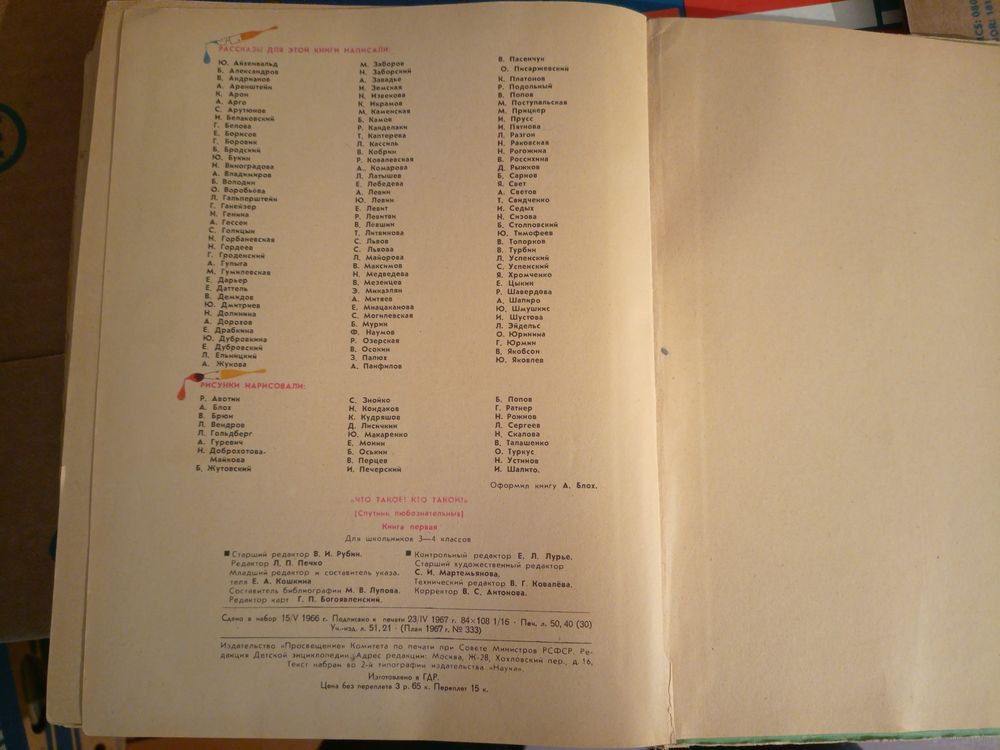 РАССКАЗЫ ДЛЯ ЭТОЙ КНИГИ НАПИСАЛИ:
Ю. Айзенвальд
Б. Александров
В. Андрианов
А. Аренштейн
К. Арон
А. Арго
С. Арутюнов
И. Белаковский
Г. Белова
Е. Борисов
Г. Боровик
Б. Бродский
Ю. Букин
Н. Виноградова
А. Владимиров
Б. Володин
О. Воробьёва
Л. Гальперштейн
Г. Ганейзер
Н. Генина
А. Гессен
С. Голицын
Н. Горбаневская
Н. Гордеев
Г. Гроденский
А. Гулыга
М. Гумилевская
Е. Дарьер
Е. Даттель
В. Демидов
Ю. Дмитриев
Н. Долинина
А. Дорохов
Е. Драбкина
Ю. Дубровкина
Е. Дубровский
Л. Ельницкий
А. Жукова
М. Заборов
Н. Заборский
А. Завадье
Н. Земская
Н. Извекова
К. Икрамов
М. Каменская
Б. Камов
Р. Канделаки
Т. Каптерева
Л. Кассиль
В. Кобрин
Р. Ковалевская
А. Комарова
Л. Латышев
Е. Лебедева
А. Левин
Ю. Левин
Е. Левит
Р. Левитан
В. Левшин
Т. Литвинова
С. Львов
С. Львова
Л. Майорова
В. Максимов
Н. Медведева
В. Мезенцев
Э. Микаэлян
А. Митяев
Е. Мнацаканова
С. Могилевская
Б. Мурин
Ф. Наумов
Р. Озерская
В. Осокин
З. Папюх
А. Панфилов
В. Пасенчук
О. Писаржевский
К. Платонов
Р. Подольный
В. Попов
М. Поступальская
М. Прицкер
И. Прусс
И. Пятнова
Л. Разгон
Н. Раковская
Н. Рогожина
В. Россихина
Д. Рыжков
Б. Сарнов
Я. Свет
А. Светов
Т. Свидченко
И. Седых
Н. Сизова
Б. Столповский
Ю. Тимофеев
В. Топорков
В. Турбин
Л. Успенский
С. Успенский
Я. Хромченко
Е. Цыкин
Р. Шавердова
А. Шапиро
Ю. Шмушкис
И. Шустова
Л. Эйдельс
О. Юринина
Г. Юрмин
В. Якобсон
Ю. Яковлев
РИСУНКИ НАРИСОВАЛИ:
Р. Авотин
А. Блох
В. Брюн
Л. Вендров
Л. Гольдберг
А. Гуревич
Н. Доброхотова-
Майкова
Б. Жутовский
С. Знойко
Н. Кондаков
К. Кудряшов
Д. Лисичкин
Ю. Макаренко
Е. Монин
Б. Оськин
В. Перцев
И. Печерский
Б. Попов
Г. Ратнер
Н. Рожнов
Л. Сергеев
Н. Скалова
В. Талашенко
О. Туркус
Н. Устинов
И. Шалито.
Оформил книгу А. Блох.
„ЧТО ТАКОЕ! КТО ТАКОЙ!"
[Спутник любознательных]
Книга первая
Для школьников 3—4 классов
Старший редактор В. И. Рубин.
Редактор Л. П. Печко
Младший редактор и составитель указа-
теля Е. А. Кошкина
Составитель библиографии М. В. Лупова.
Редактор карт Г. П. Богоявленский.
Контрольный редактор Е. Л. Лурье.
Старший художественный редактор
С. И. Мартемьянова.
Технический редактор В. Г. Ковалёва.
Корректор В. С. Антонова.
Сдано в набор 15/V 1966 г. Подписано к печати 23/IV 1967 г. 84×108 1/16 · Печ. л. 50,40 (30)
Уч.-изд. л. 51,21 · (План 1967 г. № 333)
Издательство «Просвещение» Комитета по печати при Совете Министров РСФСР. Ре-
дакция Детской энциклопедии. Адрес редакции: Москва, Ж-28, Хохловский пер., д. 16,
Текст набран во 2-й типографии издательства «Наука».
Изготовлено в ГДР.
Цена без переплета 3 р. 65 к. Переплет 15 к.